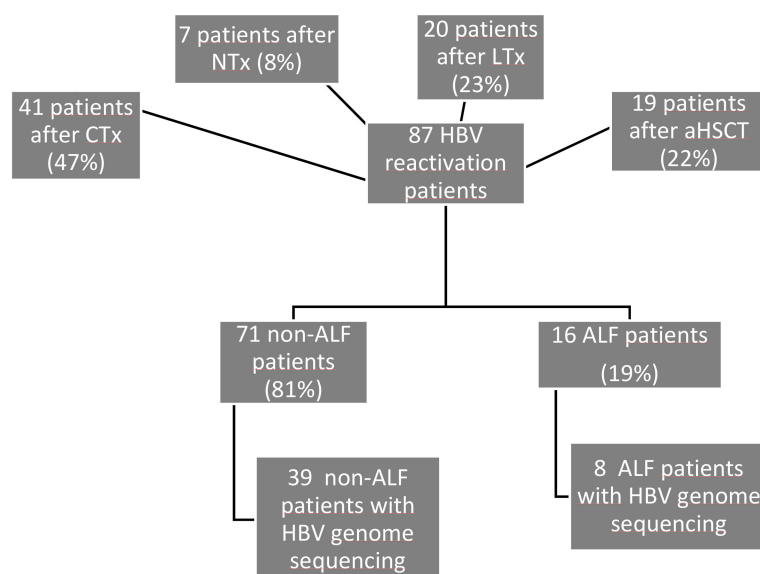 7 patients after
NTx (8%)
20 patients
after LTx
(23%)
41 patients
after CTx
(47%)
19 patients
after aHSCT
(22%)
87 HBV
reactivation
patients
71 non-ALF
patients
(81%)
16 ALF patients
(19%)
39  non-ALF
patients with
HBV genome
sequencing
8  ALF patients
with HBV genome
sequencing